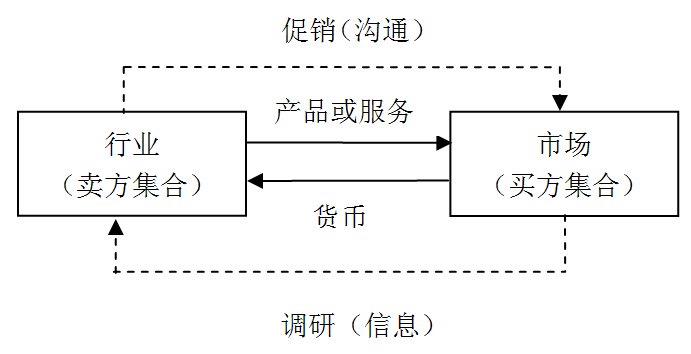 促销（沟通）
产品或服务
行业
（卖方集合）
市场
（买方集合）
货币
调研（信息）